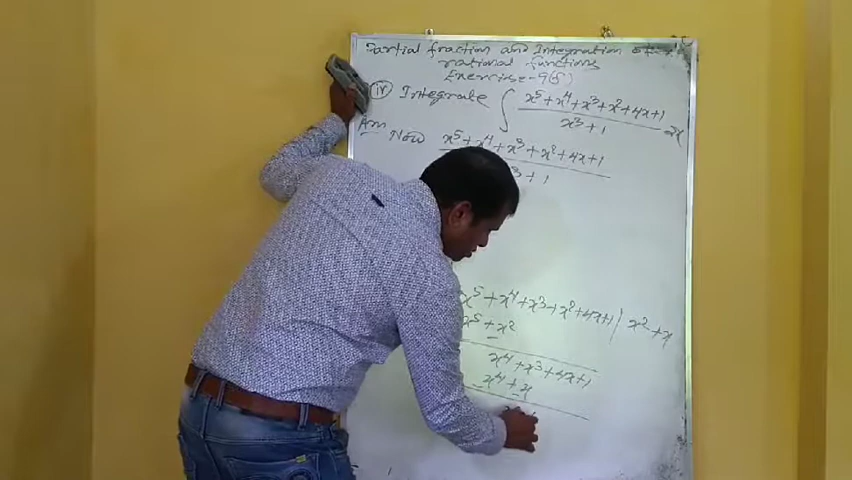 Partial fraction and Integration of
rational functions
Exercise-9(B)
(iv) Integrate ∫ x⁵+x⁴+x³+x²+4x+1 / x³+1 dx
Ans
Now x⁵+x⁴+x³+x²+4x+1
³+1
x⁵+x⁴+x³+x²+4x+1 | x²+x
x⁵+x²
−
x⁴+x³+4x+1
x⁴+x
− −